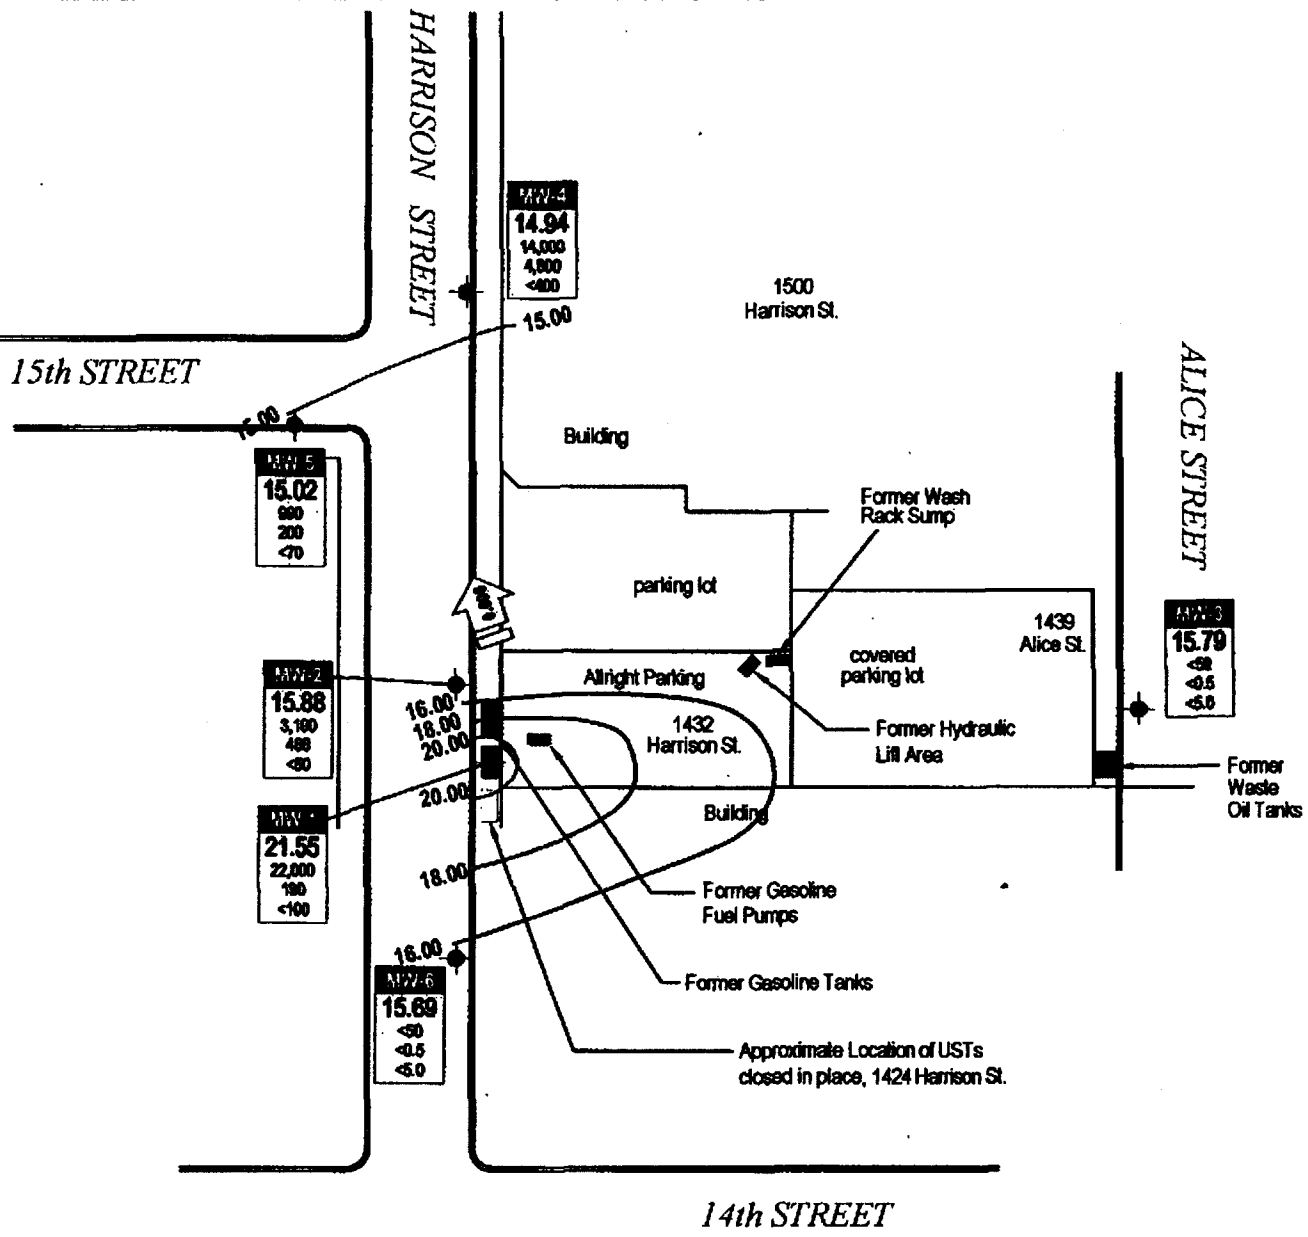 HARRISON STREET
MW-4
14.94
14,000
4,800
<400
15.00
1500
Harrison St.
15th STREET
15.00
ALICE STREET
Building
MW-5
15.02
200
<70
Former Wash
Rack Sump
parking lot
1439
Alice St.
MW-3
15.79
<50
<0.5
<5.0
covered
parking lot
Allright Parking
MW-2
15.88
3,100
<50
16.00
18.00
20.00
1432
Harrison St.
Former Hydraulic
Lift Area
Former
Waste
Oil Tanks
20.00
Building
21.55
22,000
190
<100
18.00
Former Gasoline
Fuel Pumps
16.00
Former Gasoline Tanks
MW-6
15.69
<50
<0.5
<5.0
Approximate Location of USTs
closed in place, 1424 Harrison St.
14th STREET